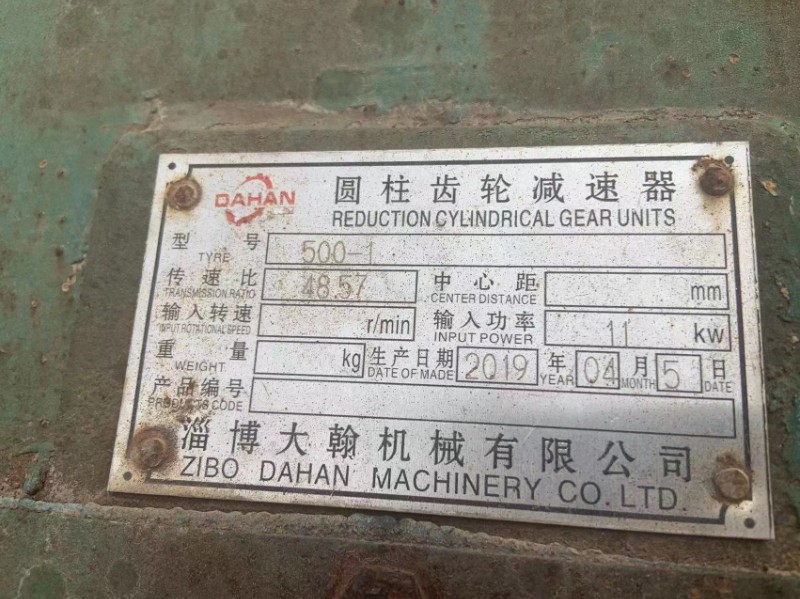 DAHAN
圆柱齿轮减速器
REDUCTION CYLINDRICAL GEAR UNITS
型 号 500-1
TYRE
传速比 48.57 中心距 mm
TRANSMISSION RATIO CENTER DISTANCE
输入转速 r/min 输入功率 11 kw
INPUT ROTATIONAL SPEED INPUT POWER
重 量 kg 生产日期 2019 年 04 月 5 日
WEIGHT DATE OF MADE YEAR MONTH DATE
产品编号
PRODUCTS CODE
淄博大翰机械有限公司
ZIBO DAHAN MACHINERY CO. LTD.